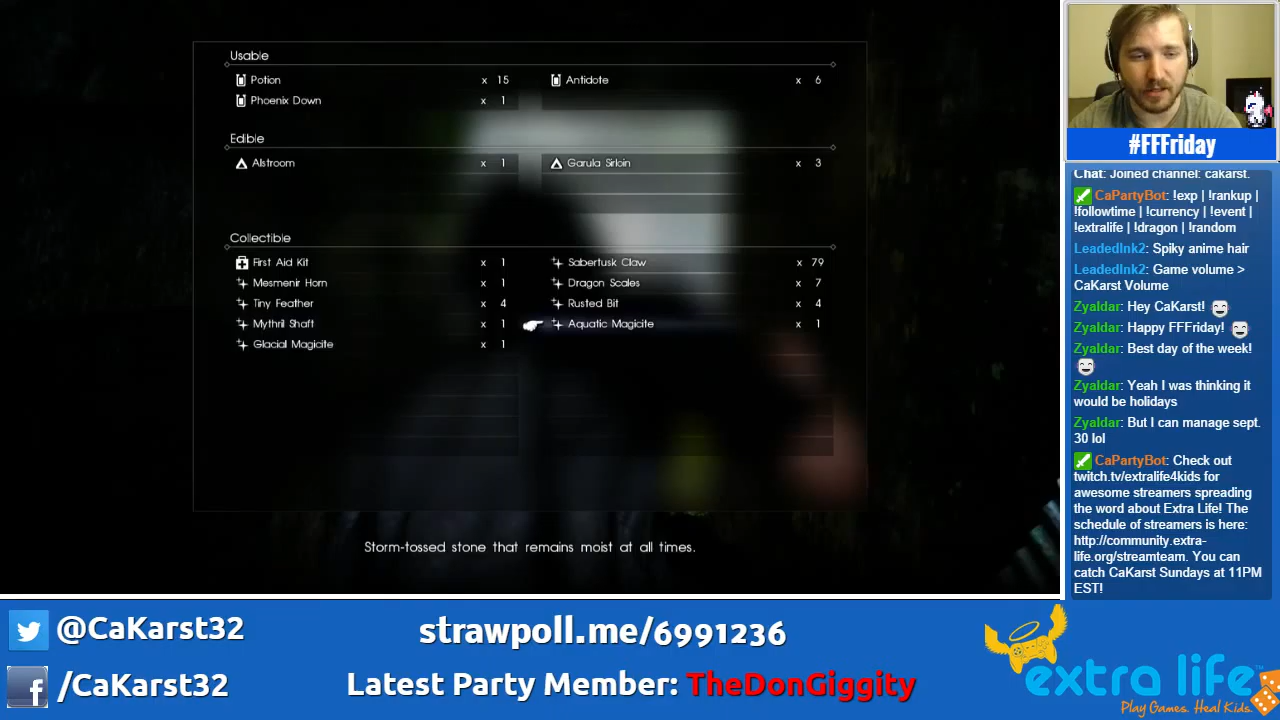 Usable
Potion x 15 Antidote x 6
Phoenix Down x 1
Edible
Alstroom x 1 Garula Sirloin x 3
Collectible
First Aid Kit x 1 Sabertusk Claw x 79
Mesmenir Horn x 1 Dragon Scales x 7
Tiny Feather x 4 Rusted Bit x 4
Mythril Shaft x 1 Aquatic Magicite x 1
Glacial Magicite x 1
Storm-tossed stone that remains moist at all times.
#FFFriday
Chat: Joined channel: cakarst.
CaPartyBot: !exp | !rankup |
!followtime | !currency | !event |
!extralife | !dragon | !random
LeadedInk2: Spiky anime hair
LeadedInk2: Game volume >
CaKarst Volume
Zyaldar: Hey CaKarst!
Zyaldar: Happy FFFriday!
Zyaldar: Best day of the week!
Zyaldar: Yeah I was thinking it
would be holidays
Zyaldar: But I can manage sept.
30 lol
CaPartyBot: Check out
twitch.tv/extralife4kids for
awesome streamers spreading
the word about Extra Life! The
schedule of streamers is here:
http://community.extra-
life.org/streamteam. You can
catch CaKarst Sundays at 11PM
EST!
@CaKarst32
strawpoll.me/6991236
/CaKarst32
Latest Party Member: TheDonGiggity
extra life
Play Games. Heal Kids.